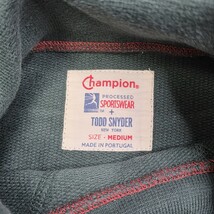 Champion®
PROCESSED
SPORTSWEAR
+
TODD SNYDER
NEW YORK
SIZE - MEDIUM
MADE IN PORTUGAL